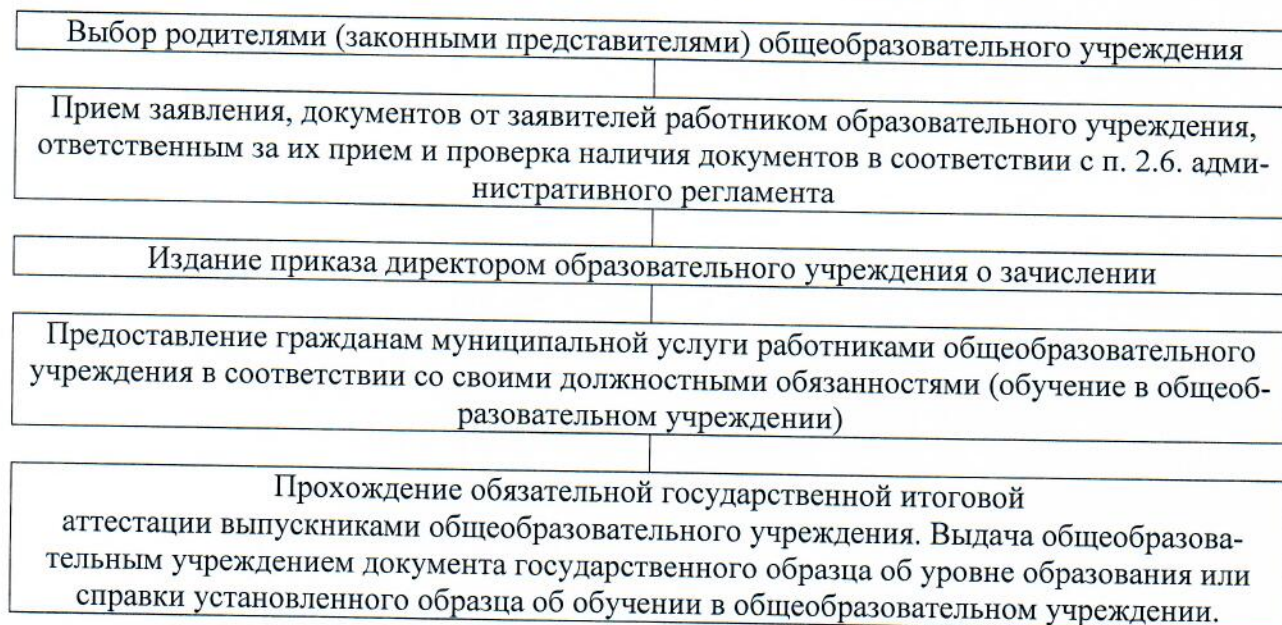 Выбор родителями (законными представителями) общеобразовательного учреждения
Прием заявления, документов от заявителей работником образовательного учреждения,
ответственным за их прием и проверка наличия документов в соответствии с п. 2.6. адми-
нистративного регламента
Издание приказа директором образовательного учреждения о зачислении
Предоставление гражданам муниципальной услуги работниками общеобразовательного
учреждения в соответствии со своими должностными обязанностями (обучение в общеоб-
разовательном учреждении)
Прохождение обязательной государственной итоговой
аттестации выпускниками общеобразовательного учреждения. Выдача общеобразова-
тельным учреждением документа государственного образца об уровне образования или
справки установленного образца об обучении в общеобразовательном учреждении.